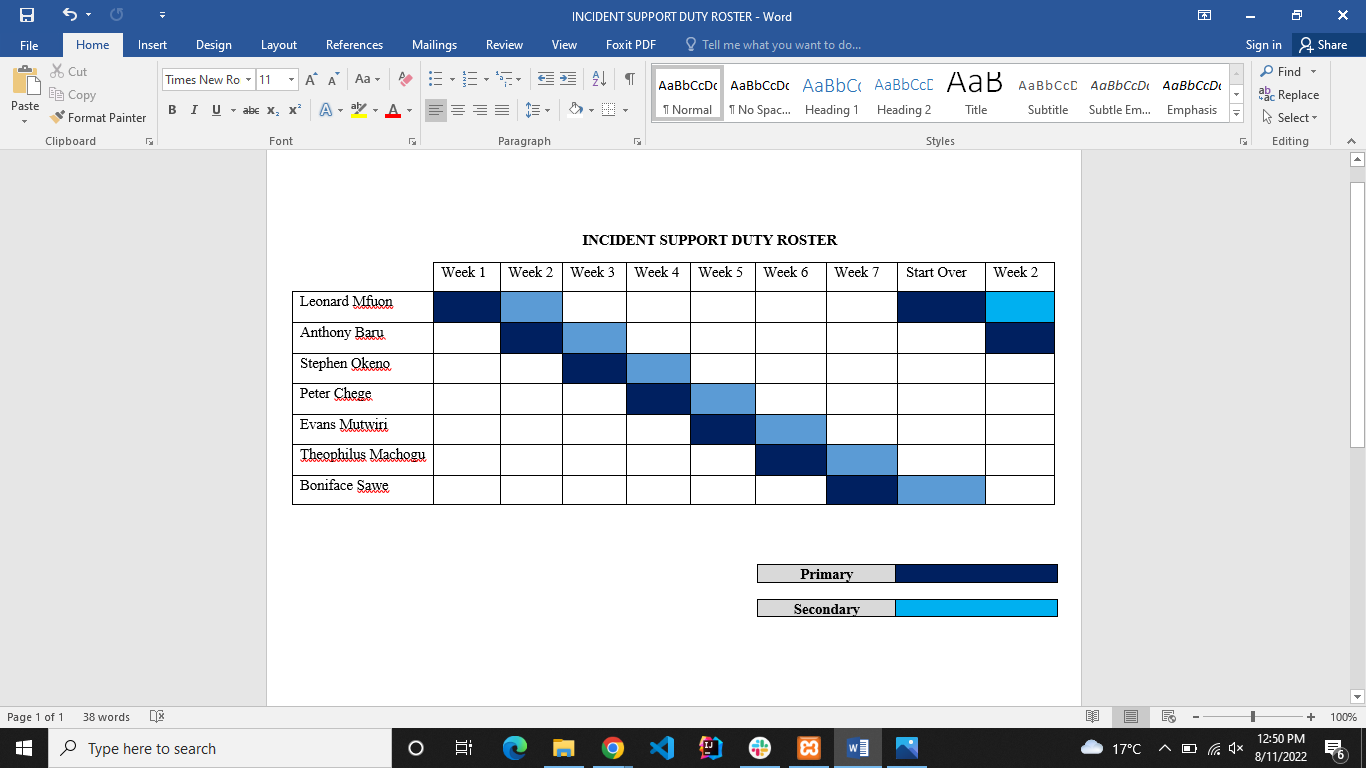 INCIDENT SUPPORT DUTY ROSTER - Word
File Home Insert Design Layout References Mailings Review View Foxit PDF Tell me what you want to do... Sign in Share
Paste
Cut
Copy
Format Painter
Clipboard
Times New Ro 11
Font
Paragraph
AaBbCcDc AaBbCcDc AaBbCc AaBbCcD AaB AaBbCcD AaBbCcDt AaBbCcDt
¶ Normal ¶ No Spac... Heading 1 Heading 2 Title Subtitle Subtle Em... Emphasis
Styles
Find
Replace
Select
Editing
INCIDENT SUPPORT DUTY ROSTER
Week 1 Week 2 Week 3 Week 4 Week 5 Week 6 Week 7 Start Over Week 2
Leonard Mfuon
Anthony Baru
Stephen Okeno
Peter Chege
Evans Mutwiri
Theophilus Machogu
Boniface Sawe
Primary
Secondary
Page 1 of 1 38 words 100%
Type here to search
17°C
12:50 PM
8/11/2022
6